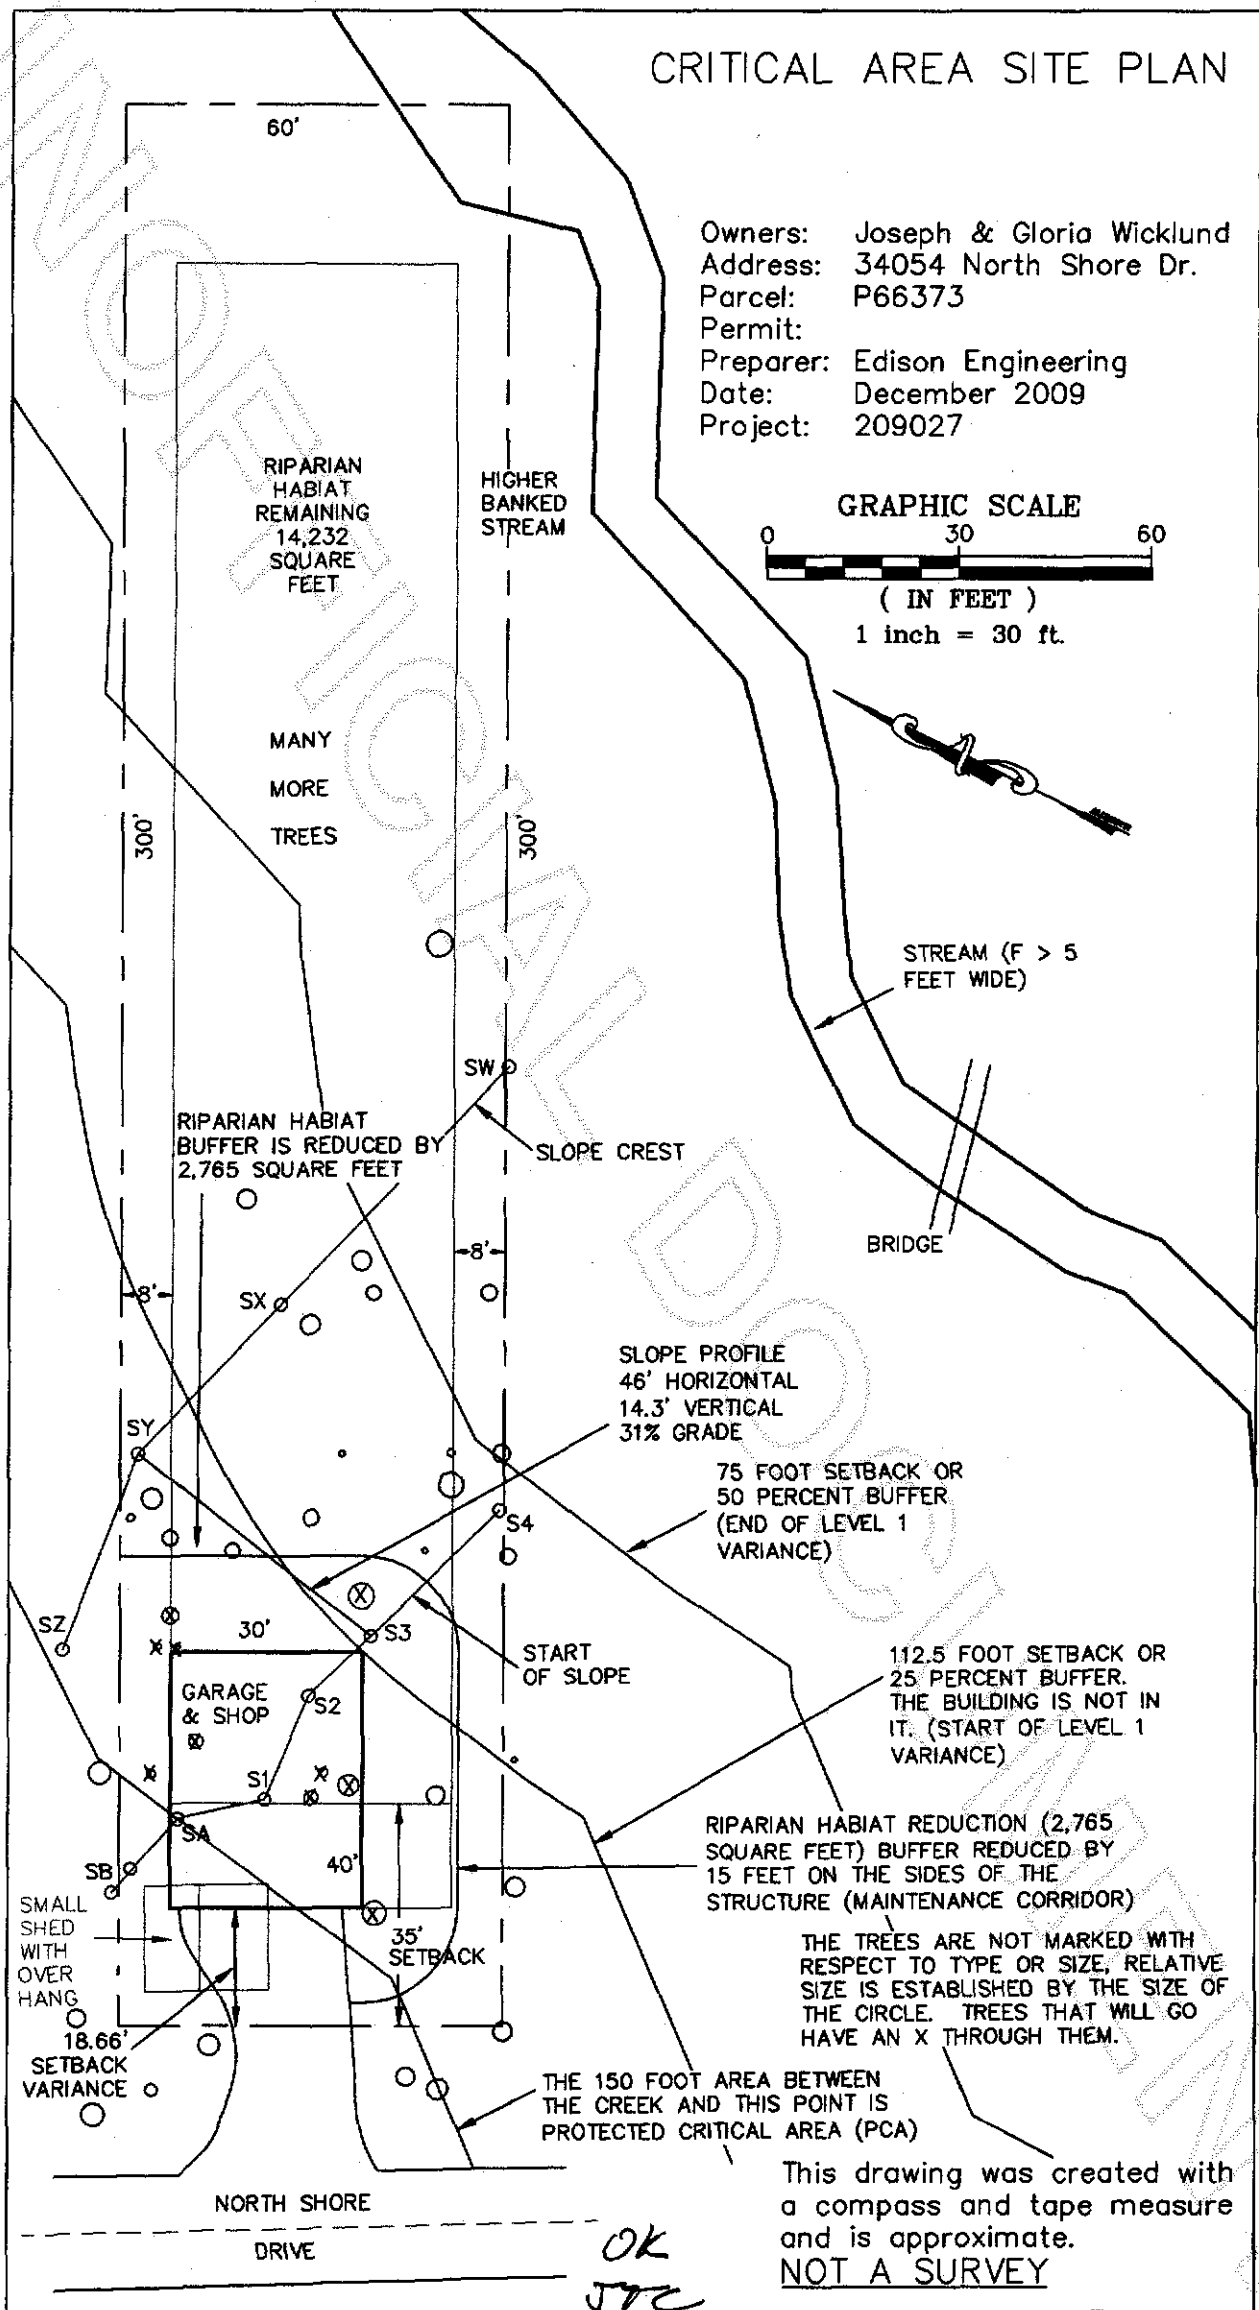 CRITICAL AREA SITE PLAN
60'
Owners: Joseph & Gloria Wicklund
Address: 34054 North Shore Dr.
Parcel: P66373
Permit:
Preparer: Edison Engineering
Date: December 2009
Project: 209027
RIPARIAN
HABIAT
REMAINING
14,232
SQUARE
FEET
HIGHER
BANKED
STREAM
GRAPHIC SCALE
0 30 60
( IN FEET )
1 inch = 30 ft.
MANY
MORE
TREES
300'
300'
STREAM (F > 5
FEET WIDE)
SW
RIPARIAN HABIAT
BUFFER IS REDUCED BY
2,765 SQUARE FEET
SLOPE CREST
BRIDGE
8'
8'
SX
SLOPE PROFILE
46' HORIZONTAL
14.3' VERTICAL
31% GRADE
SY
75 FOOT SETBACK OR
50 PERCENT BUFFER
(END OF LEVEL 1
VARIANCE)
S4
SZ
30'
S3
START
OF SLOPE
112.5 FOOT SETBACK OR
25 PERCENT BUFFER.
THE BUILDING IS NOT IN
IT. (START OF LEVEL 1
VARIANCE)
GARAGE
& SHOP
S2
S1
SA
SB
40'
RIPARIAN HABIAT REDUCTION (2,765
SQUARE FEET) BUFFER REDUCED BY
15 FEET ON THE SIDES OF THE
STRUCTURE (MAINTENANCE CORRIDOR)
SMALL
SHED
WITH
OVER
HANG
35'
SETBACK
THE TREES ARE NOT MARKED WITH
RESPECT TO TYPE OR SIZE, RELATIVE
SIZE IS ESTABLISHED BY THE SIZE OF
THE CIRCLE. TREES THAT WILL GO
HAVE AN X THROUGH THEM.
18.66'
SETBACK
VARIANCE
THE 150 FOOT AREA BETWEEN
THE CREEK AND THIS POINT IS
PROTECTED CRITICAL AREA (PCA)
This drawing was created with
a compass and tape measure
and is approximate.
NOT A SURVEY
NORTH SHORE
DRIVE
OK
UNOFFICIAL DOCUMENT